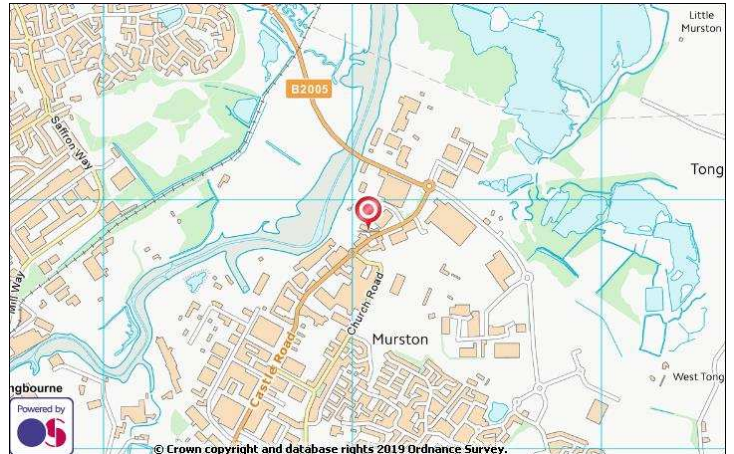 Little
Murston
B2005
Saffron Way
Tong
Mill Way
Church Road
Murston
Castle Road
West Tong
ngbourne
Powered by
OS
© Crown copyright and database rights 2019 Ordnance Survey.